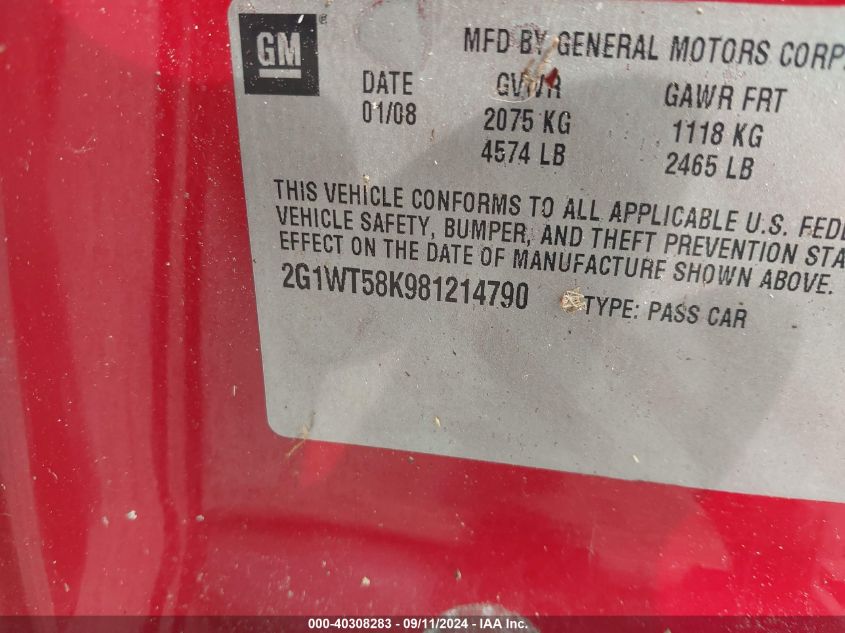 GM
MFD BY GENERAL MOTORS CORP
DATE GVWR GAWR FRT
01/08 2075 KG 1118 KG
4574 LB 2465 LB
THIS VEHICLE CONFORMS TO ALL APPLICABLE U.S. FEDE
VEHICLE SAFETY, BUMPER, AND THEFT PREVENTION STA
EFFECT ON THE DATE OF MANUFACTURE SHOWN ABOVE.
2G1WT58K981214790 TYPE: PASS CAR
000-40308283 - 09/11/2024 - IAA Inc.